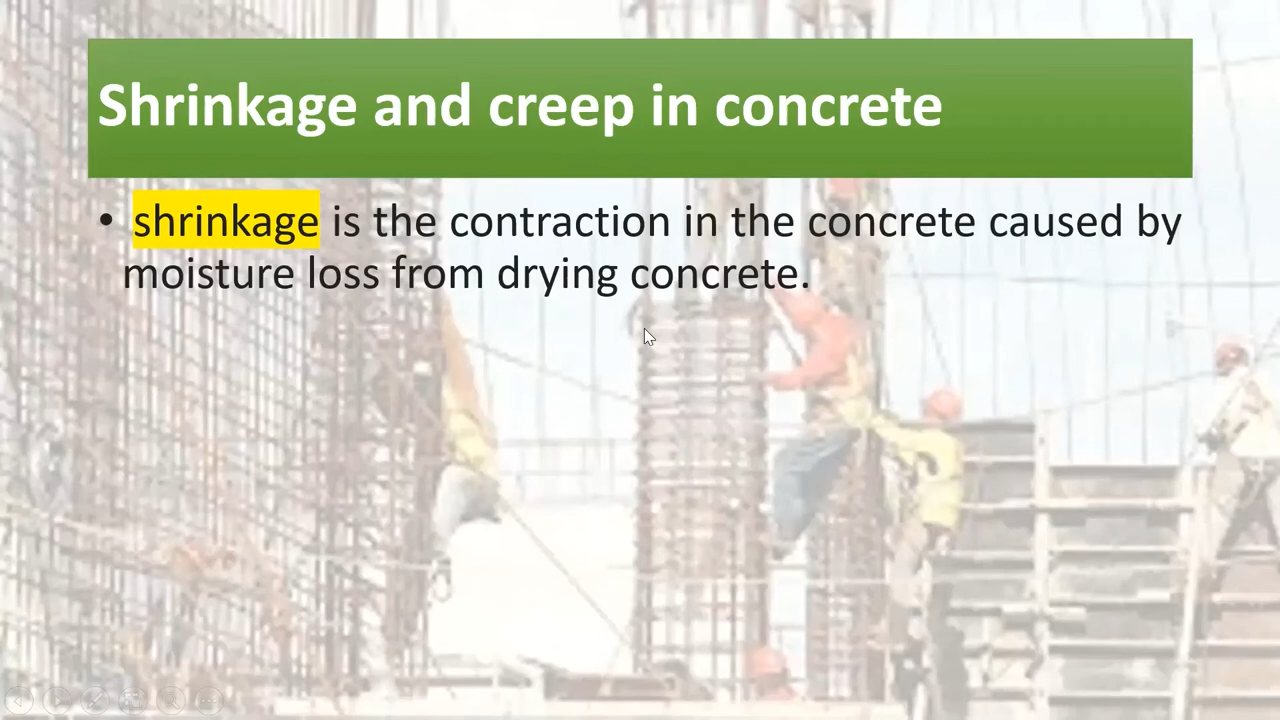 Shrinkage and creep in concrete
• shrinkage is the contraction in the concrete caused by
moisture loss from drying concrete.